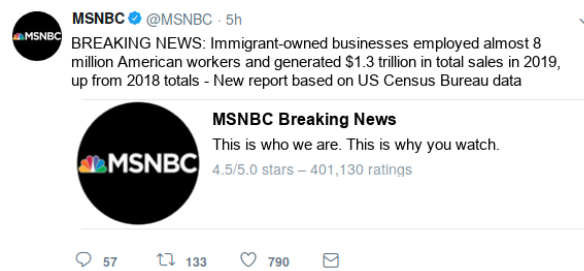 MSNBC @MSNBC · 5h
MSNBC
BREAKING NEWS: Immigrant-owned businesses employed almost 8
million American workers and generated $1.3 trillion in total sales in 2019,
up from 2018 totals - New report based on US Census Bureau data
MSNBC
MSNBC Breaking News
This is who we are. This is why you watch.
4.5/5.0 stars – 401,130 ratings
57 133 790